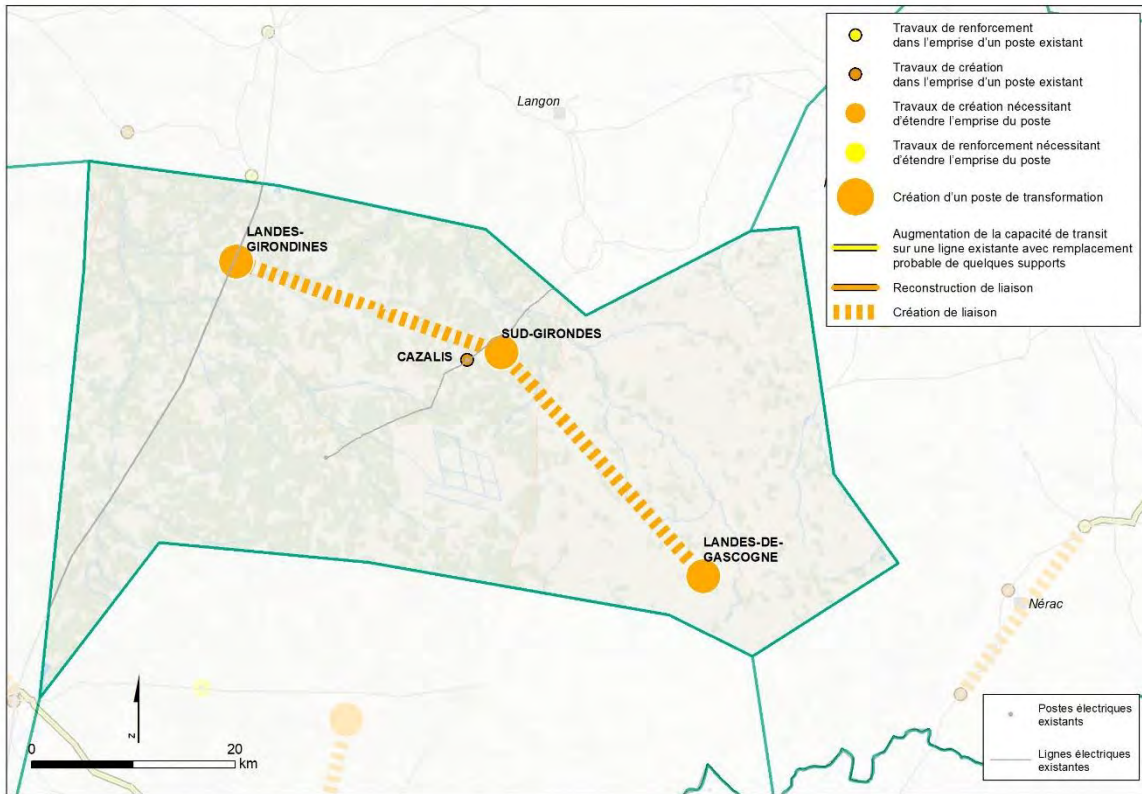 Travaux de renforcement
dans l'emprise d'un poste existant
Travaux de création
dans l'emprise d'un poste existant
Travaux de création nécessitant
d'étendre l'emprise du poste
Travaux de renforcement nécessitant
d'étendre l'emprise du poste
Création d'un poste de transformation
Augmentation de la capacité de transit
sur une ligne existante avec remplacement
probable de quelques supports
Reconstruction de liaison
Création de liaison
Langon
LANDES-
GIRONDINES
SUD-GIRONDES
CAZALIS
LANDES-DE-
GASCOGNE
Nérac
N
0 20
km
Postes électriques
existants
Lignes électriques
existantes